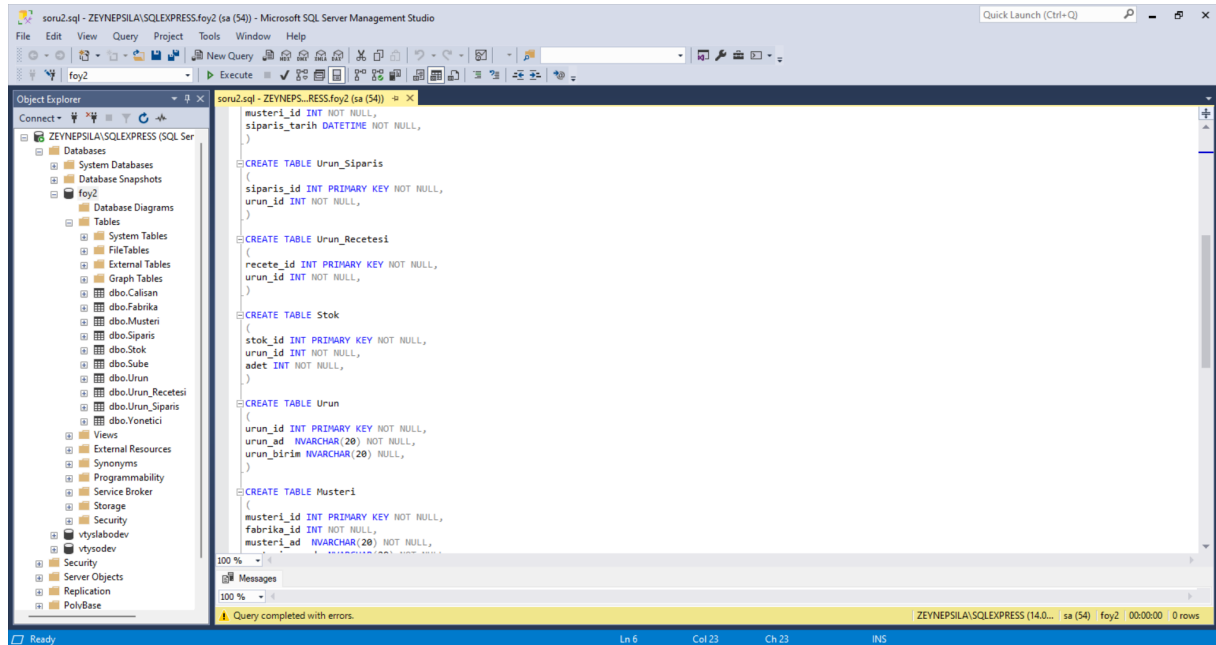 soru2.sql - ZEYNEPSILA\SQLEXPRESS.foy2 (sa (54)) - Microsoft SQL Server Management Studio
Quick Launch (Ctrl+Q)
File Edit View Query Project Tools Window Help
New Query
foy2
Execute
Object Explorer
Connect
ZEYNEPSILA\SQLEXPRESS (SQL Ser
Databases
System Databases
Database Snapshots
foy2
Database Diagrams
Tables
System Tables
FileTables
External Tables
Graph Tables
dbo.Calisan
dbo.Fabrika
dbo.Musteri
dbo.Siparis
dbo.Stok
dbo.Sube
dbo.Urun
dbo.Urun_Recetesi
dbo.Urun_Siparis
dbo.Yonetici
Views
External Resources
Synonyms
Programmability
Service Broker
Storage
Security
vtyslabodev
vtysodev
Security
Server Objects
Replication
PolyBase
soru2.sql - ZEYNEPS...RESS.foy2 (sa (54))
musteri_id INT NOT NULL,
siparis_tarih DATETIME NOT NULL,
)
CREATE TABLE Urun_Siparis
(
siparis_id INT PRIMARY KEY NOT NULL,
urun_id INT NOT NULL,
)
CREATE TABLE Urun_Recetesi
(
recete_id INT PRIMARY KEY NOT NULL,
urun_id INT NOT NULL,
)
CREATE TABLE Stok
(
stok_id INT PRIMARY KEY NOT NULL,
urun_id INT NOT NULL,
adet INT NOT NULL,
)
CREATE TABLE Urun
(
urun_id INT PRIMARY KEY NOT NULL,
urun_ad NVARCHAR(20) NOT NULL,
urun_birim NVARCHAR(20) NULL,
)
CREATE TABLE Musteri
(
musteri_id INT PRIMARY KEY NOT NULL,
fabrika_id INT NOT NULL,
musteri_ad NVARCHAR(20) NOT NULL,
100 %
Messages
100 %
Query completed with errors.
ZEYNEPSILA\SQLEXPRESS (14.0... sa (54) foy2 00:00:00 0 rows
Ready Ln 6 Col 23 Ch 23 INS